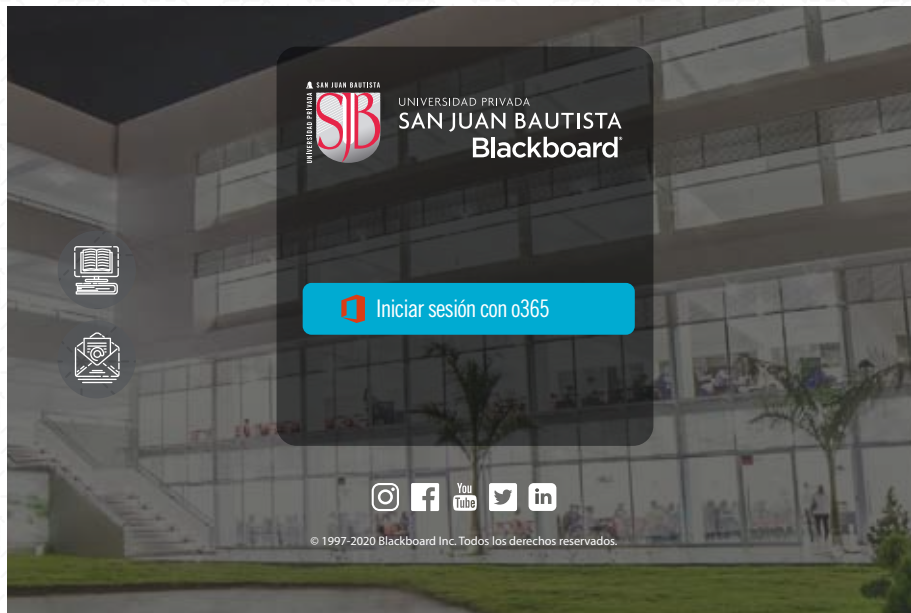 SAN JUAN BAUTISTA
UNIVERSIDAD PRIVADA
SJB
UNIVERSIDAD PRIVADA
SAN JUAN BAUTISTA
Blackboard
Iniciar sesión con o365
@
You
Tube
in
© 1997-2020 Blackboard Inc. Todos los derechos reservados.